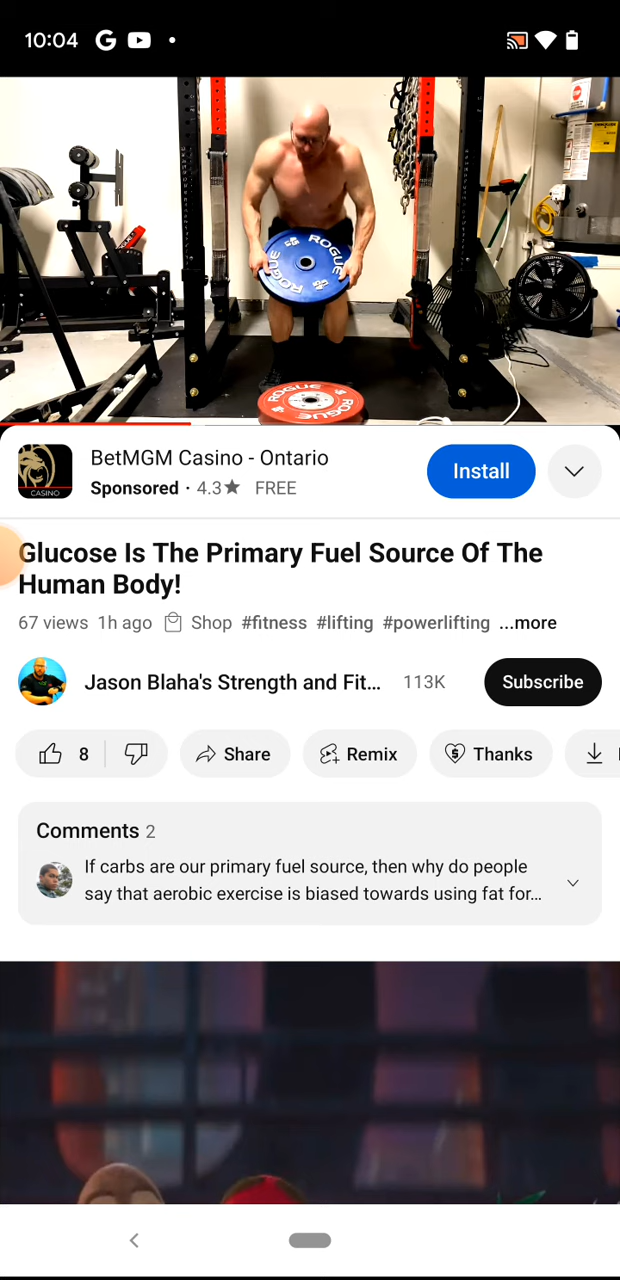 10:04
ROGUE
ROGUE
ROGUE
CASINO
BetMGM Casino - Ontario
Install
Sponsored · 4.3★ FREE
Glucose Is The Primary Fuel Source Of The
Human Body!
67 views 1h ago Shop #fitness #lifting #powerlifting ...more
Jason Blaha's Strength and Fit... 113K Subscribe
8 Share Remix Thanks
Comments 2
If carbs are our primary fuel source, then why do people
say that aerobic exercise is biased towards using fat for...